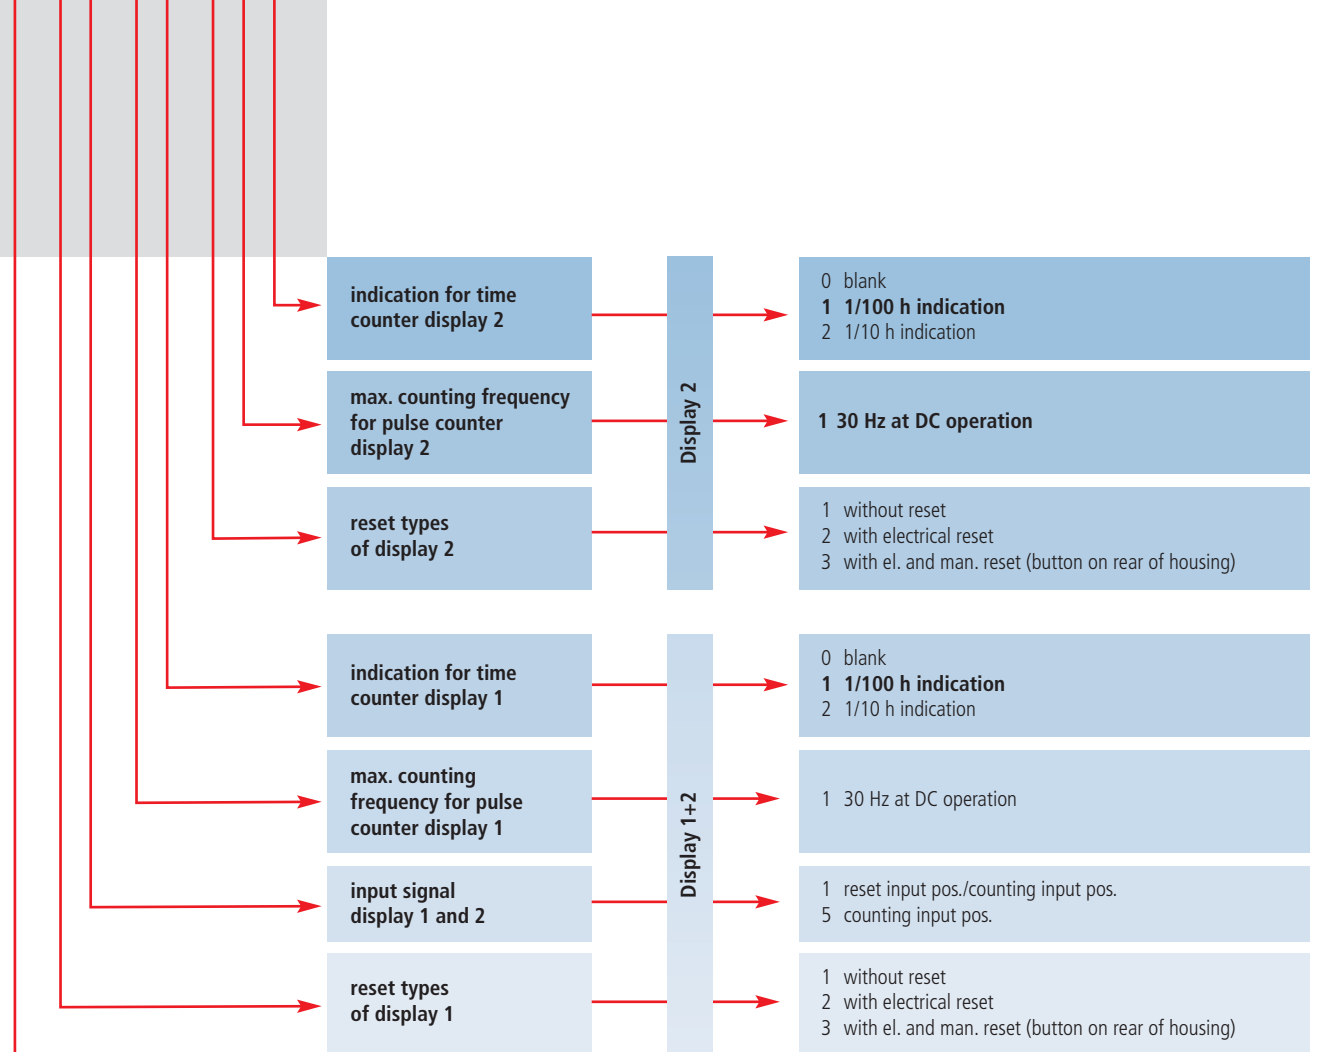 indication for time
counter display 2
0 blank
1 1/100 h indication
2 1/10 h indication
max. counting frequency
for pulse counter
display 2
Display 2
1 30 Hz at DC operation
reset types
of display 2
1 without reset
2 with electrical reset
3 with el. and man. reset (button on rear of housing)
indication for time
counter display 1
0 blank
1 1/100 h indication
2 1/10 h indication
max. counting
frequency for pulse
counter display 1
Display 1+2
1 30 Hz at DC operation
input signal
display 1 and 2
1 reset input pos./counting input pos.
5 counting input pos.
reset types
of display 1
1 without reset
2 with electrical reset
3 with el. and man. reset (button on rear of housing)